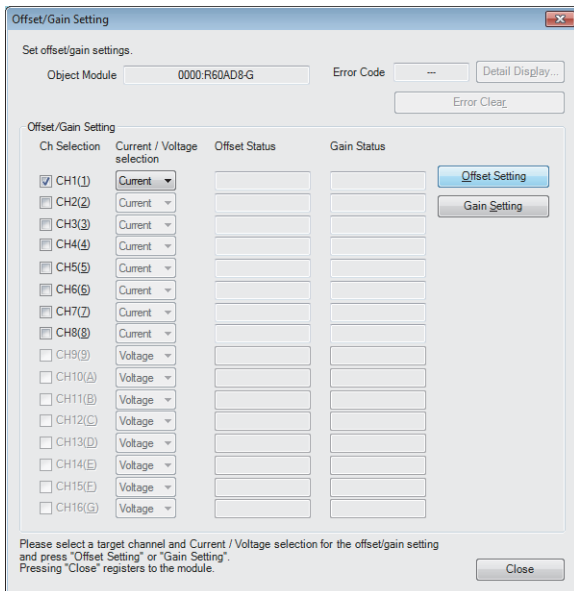 Offset/Gain Setting
Set offset/gain settings.
Object Module 0000:R60AD8-G Error Code --- Detail Display...
Error Clear
Offset/Gain Setting
Ch Selection Current / Voltage selection Offset Status Gain Status
CH1(1) Current Offset Setting
CH2(2) Current Gain Setting
CH3(3) Current
CH4(4) Current
CH5(5) Current
CH6(6) Current
CH7(7) Current
CH8(8) Current
CH9(9) Voltage
CH10(A) Voltage
CH11(B) Voltage
CH12(C) Voltage
CH13(D) Voltage
CH14(E) Voltage
CH15(F) Voltage
CH16(G) Voltage
Please select a target channel and Current / Voltage selection for the offset/gain setting
and press "Offset Setting" or "Gain Setting".
Pressing "Close" registers to the module.
Close